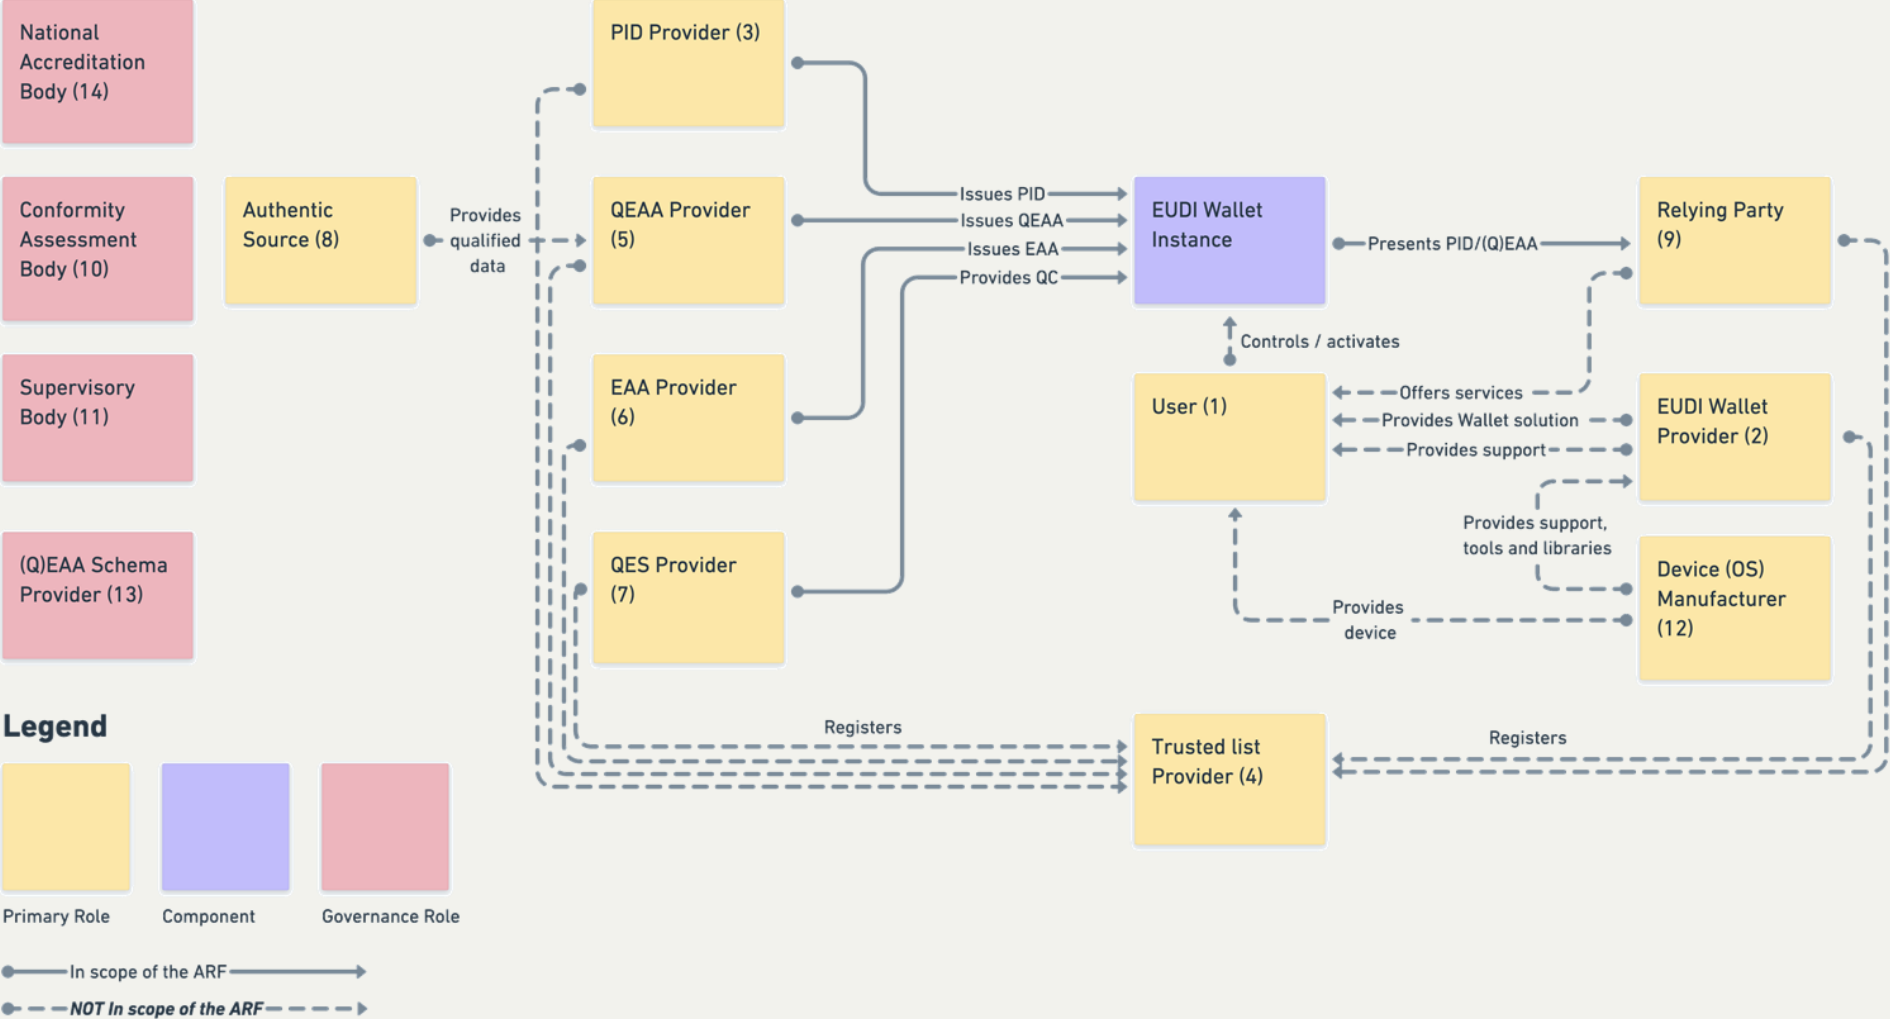 National
Accreditation
Body (14)
PID Provider (3)
Conformity
Assessment
Body (10)
Authentic
Source (8)
Provides
qualified
data
QEAA Provider
(5)
Issues PID
Issues QEAA
Issues EAA
Provides QC
EUDI Wallet
Instance
Presents PID/(Q)EAA
Relying Party
(9)
Controls / activates
Supervisory
Body (11)
EAA Provider
(6)
User (1)
Offers services
Provides Wallet solution
Provides support
EUDI Wallet
Provider (2)
Provides support,
tools and libraries
(Q)EAA Schema
Provider (13)
QES Provider
(7)
Provides
device
Device (OS)
Manufacturer
(12)
Registers
Trusted list
Provider (4)
Registers
Legend
Primary Role
Component
Governance Role
In scope of the ARF
NOT In scope of the ARF